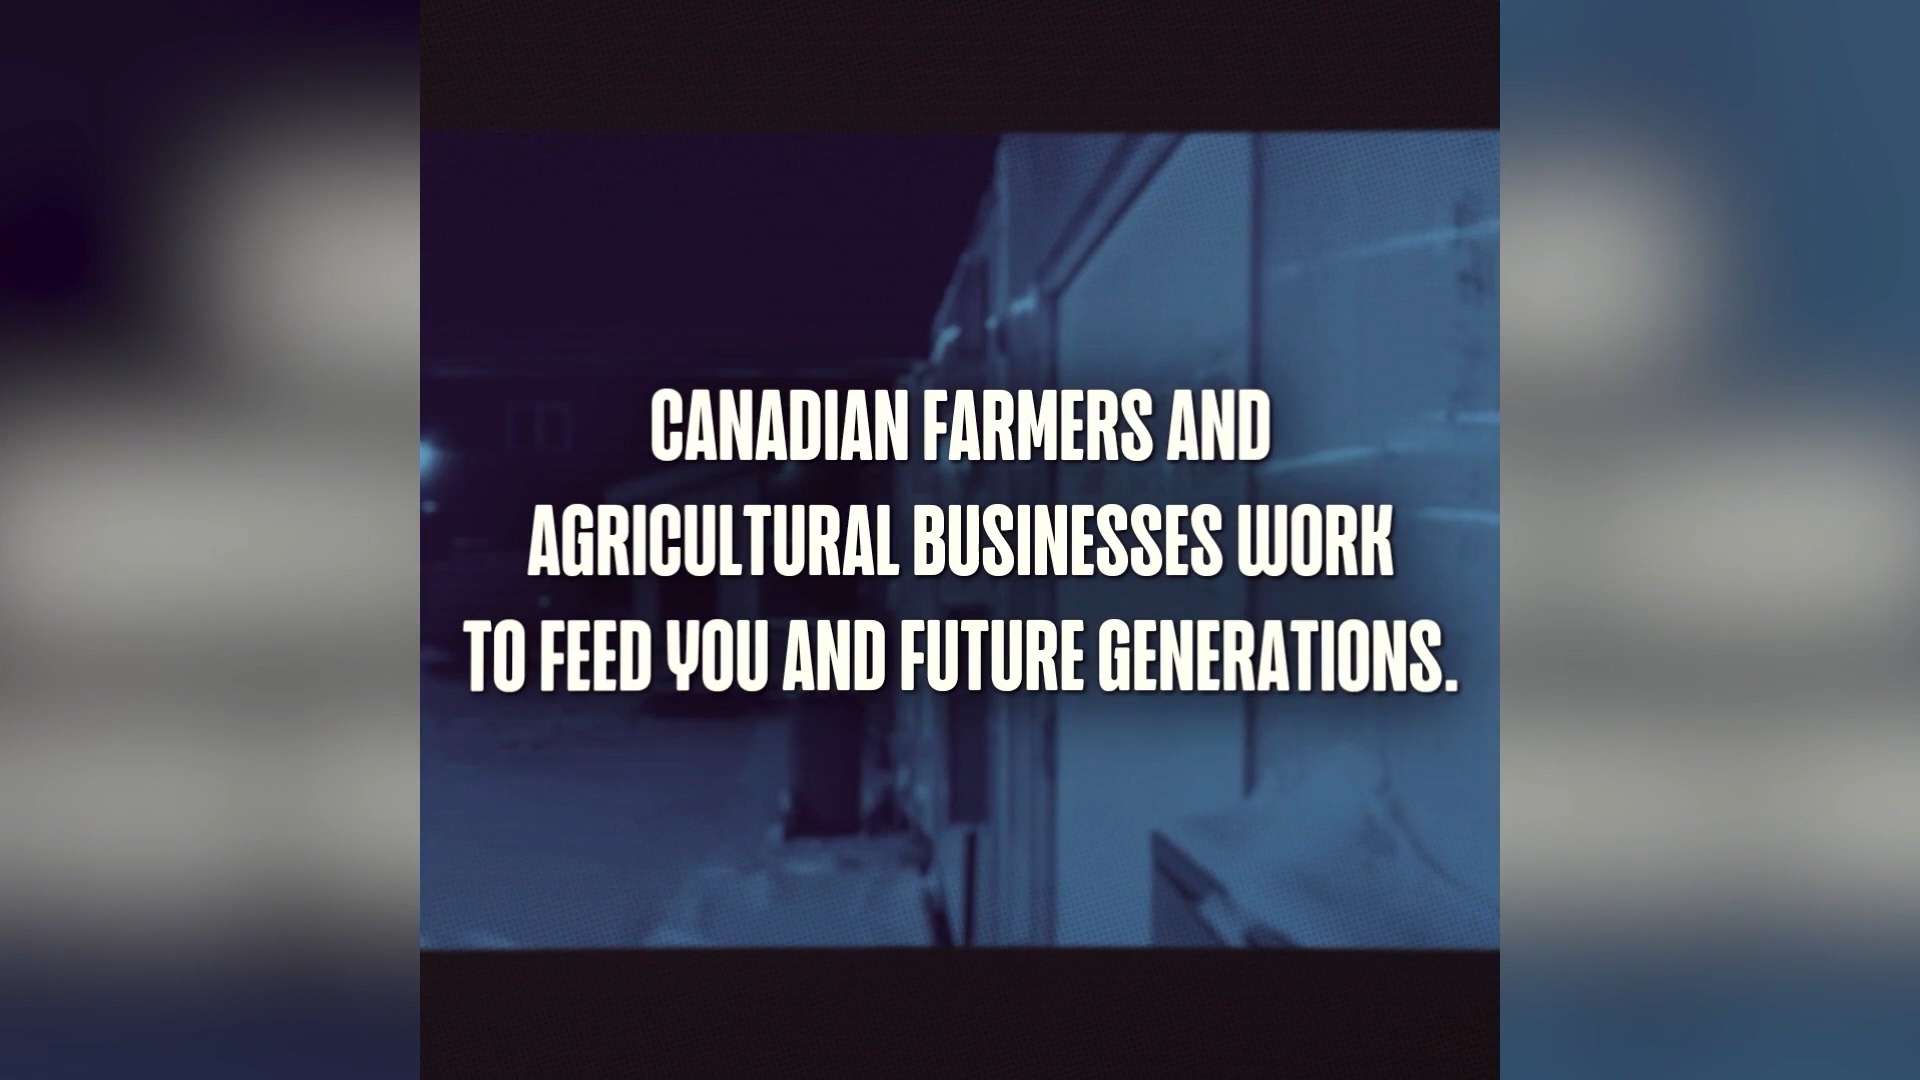 CANADIAN FARMERS AND
AGRICULTURAL BUSINESSES WORK
TO FEED YOU AND FUTURE GENERATIONS.